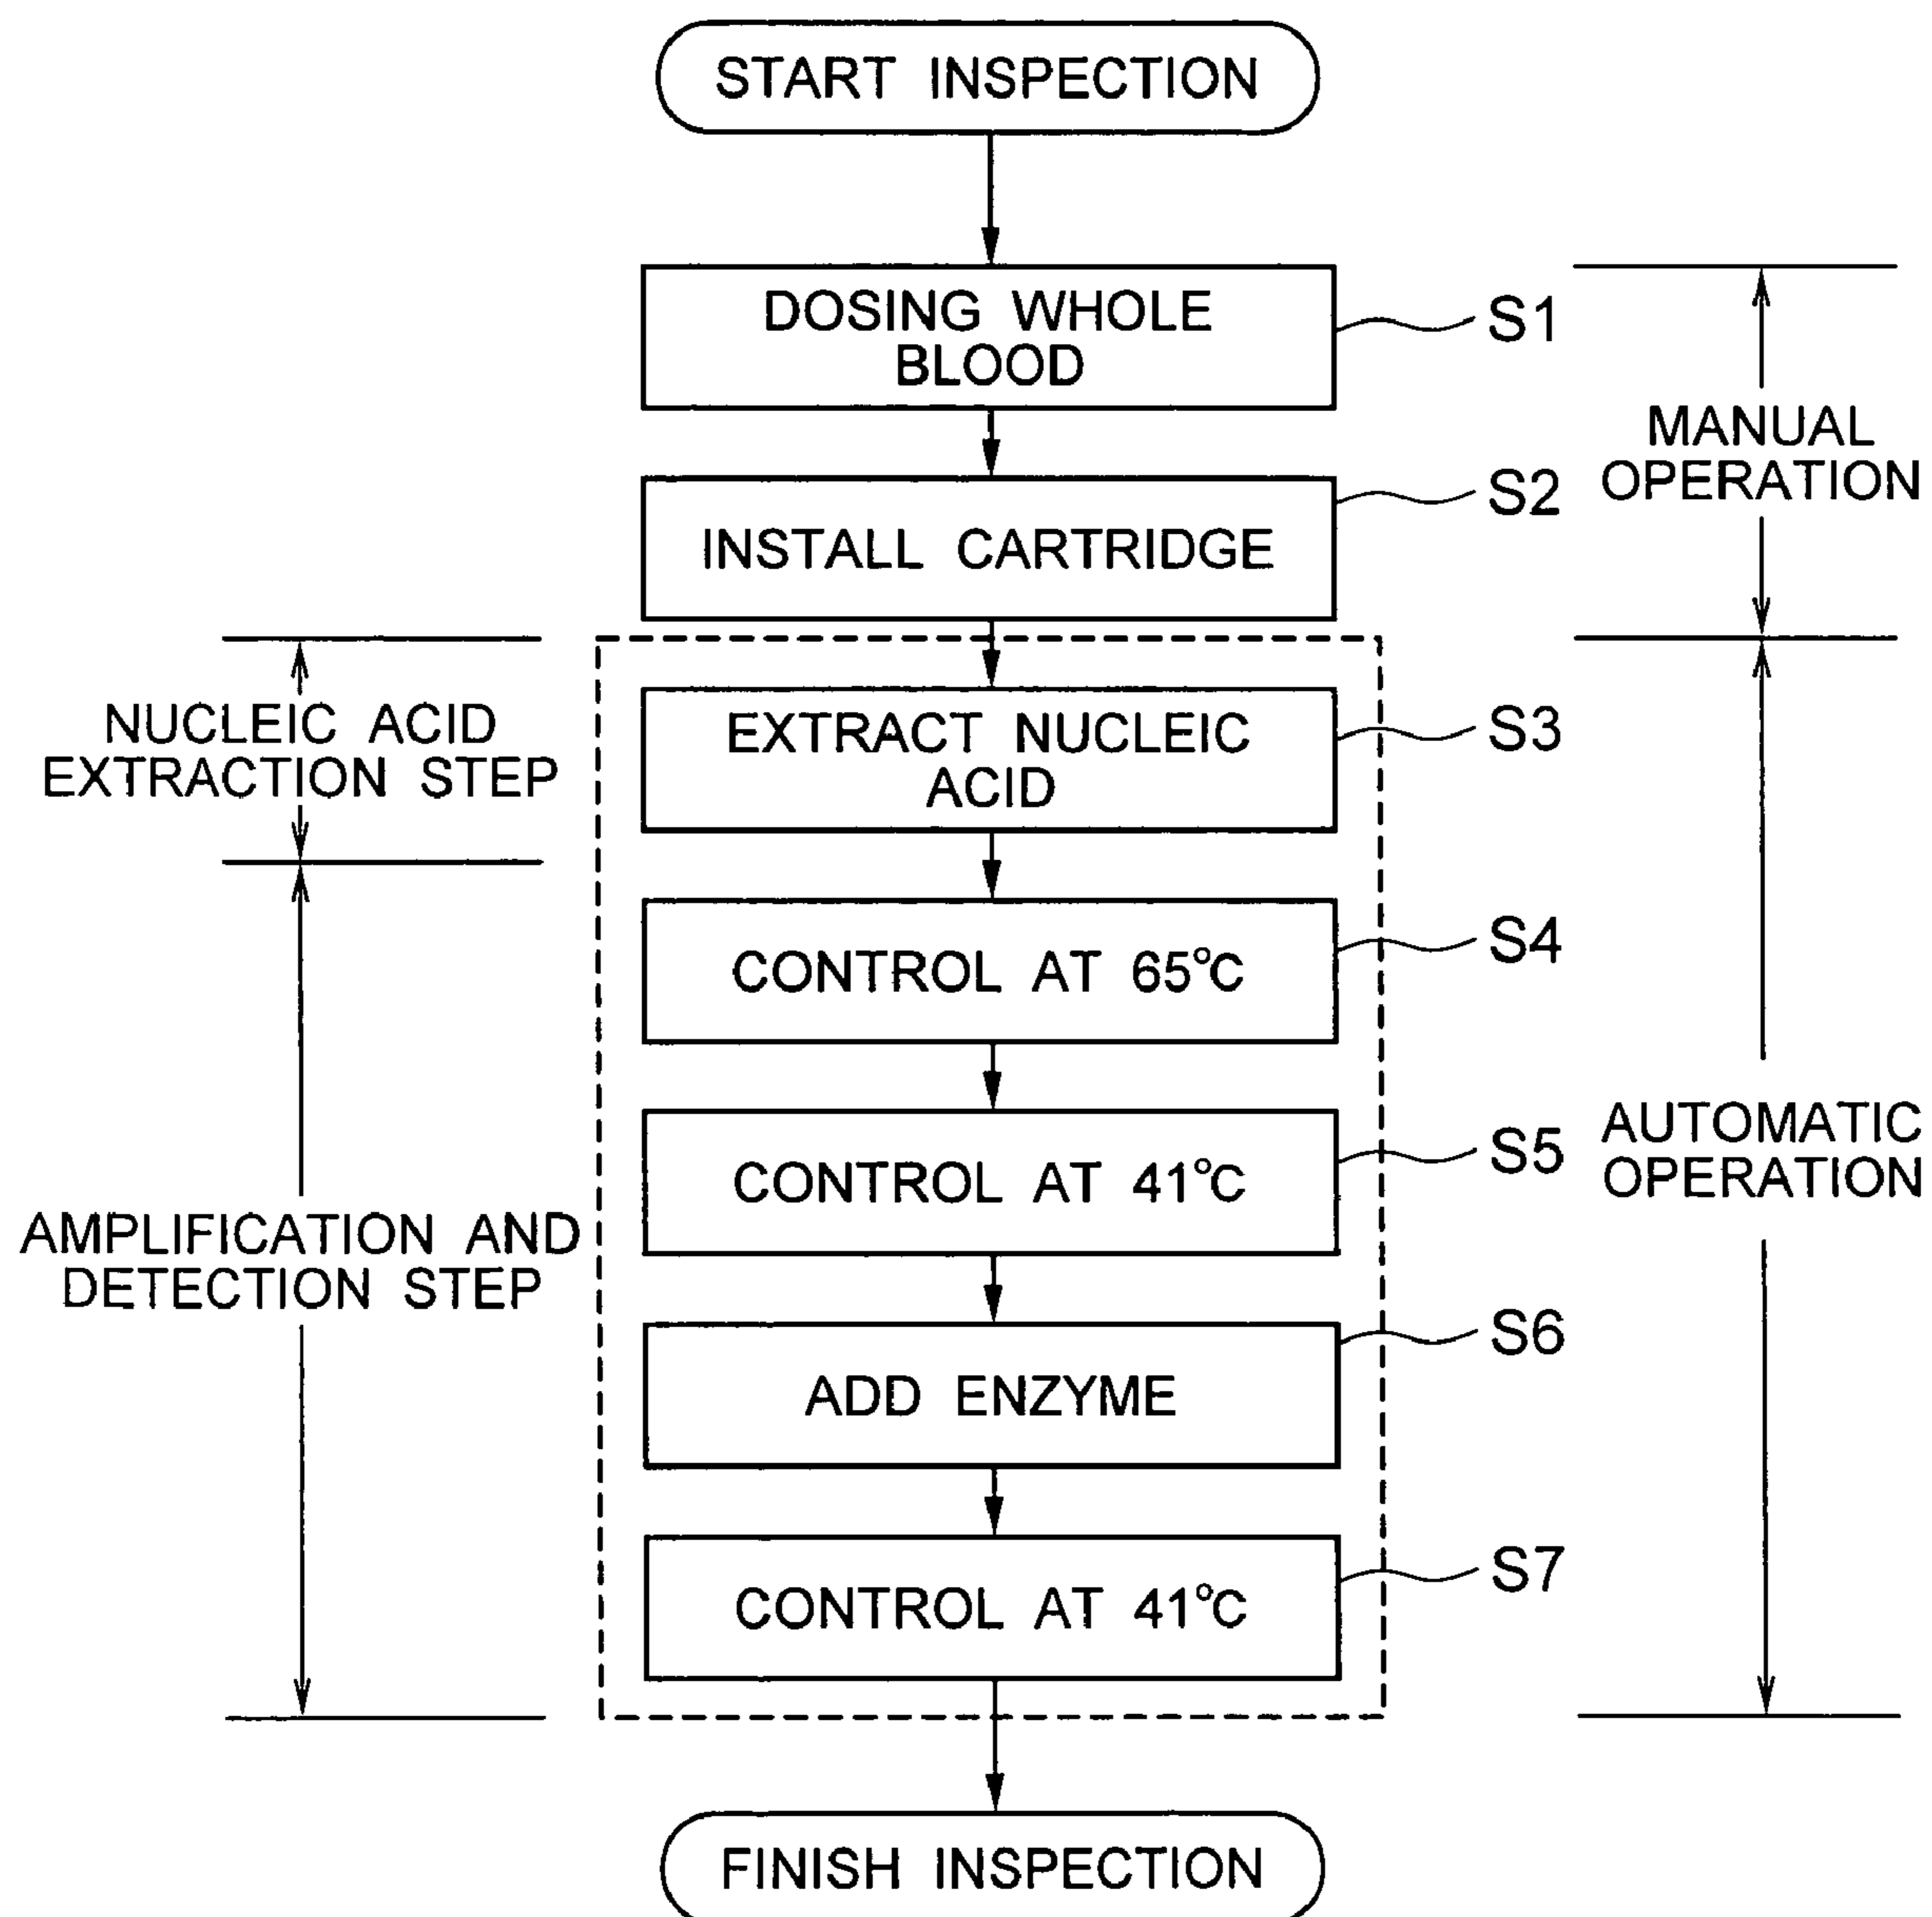 START INSPECTION
DOSING WHOLE
BLOOD
S1
MANUAL
OPERATION
INSTALL CARTRIDGE
S2
NUCLEIC ACID
EXTRACTION STEP
EXTRACT NUCLEIC
ACID
S3
CONTROL AT 65°C
S4
CONTROL AT 41°C
S5
AUTOMATIC
OPERATION
AMPLIFICATION AND
DETECTION STEP
ADD ENZYME
S6
CONTROL AT 41°C
S7
FINISH INSPECTION